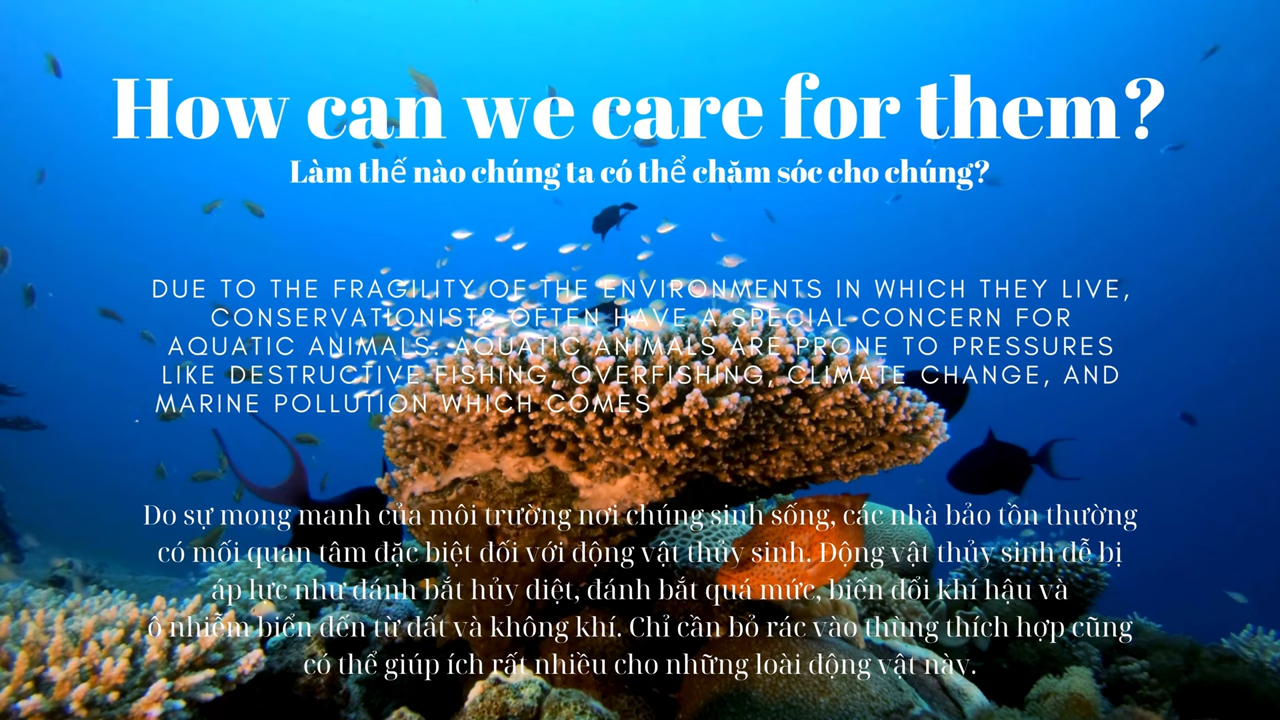 How can we care for them?
Làm thế nào chúng ta có thể chăm sóc cho chúng?
DUE TO THE FRAGILITY OF THE ENVIRONMENTS IN WHICH THEY LIVE,
CONSERVATIONISTS OFTEN HAVE A SPECIAL CONCERN FOR
AQUATIC ANIMALS. AQUATIC ANIMALS ARE PRONE TO PRESSURES
LIKE DESTRUCTIVE FISHING, OVERFISHING, CLIMATE CHANGE, AND
MARINE POLLUTION WHICH COMES
Do sự mong manh của môi trường nơi chúng sinh sống, các nhà bảo tồn thường
có mối quan tâm đặc biệt đối với động vật thủy sinh. Động vật thủy sinh dễ bị
áp lực như đánh bắt hủy diệt, đánh bắt quá mức, biến đổi khí hậu và
ô nhiễm biển đến từ đất và không khí. Chỉ cần bỏ rác vào thùng thích hợp cũng
có thể giúp ích rất nhiều cho những loài động vật này.